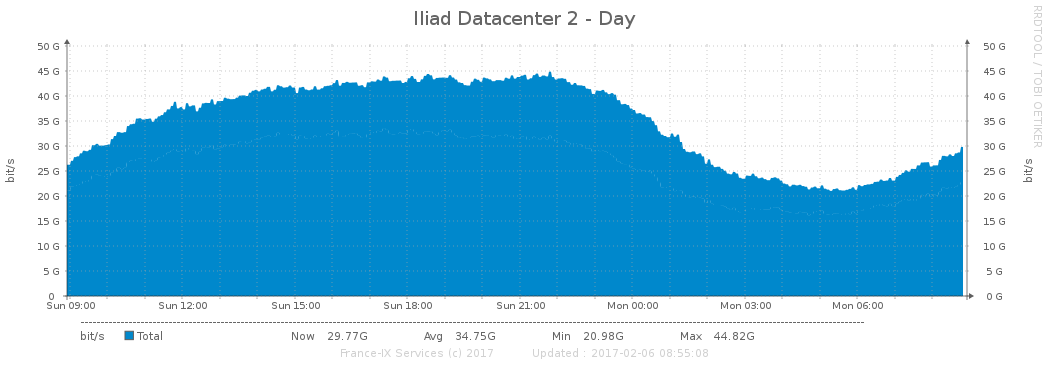 Iliad Datacenter 2 - Day
RRDTOOL / TOBI OETIKER
50 G 50 G
45 G 45 G
40 G 40 G
35 G 35 G
30 G 30 G
25 G 25 G
20 G 20 G
15 G 15 G
10 G 10 G
5 G 5 G
0 0 G
bit/s bit/s
Sun 09:00 Sun 12:00 Sun 15:00 Sun 18:00 Sun 21:00 Mon 00:00 Mon 03:00 Mon 06:00
bit/s Total Now 29.77G Avg 34.75G Min 20.98G Max 44.82G
France-IX Services (c) 2017 Updated : 2017-02-06 08:55:08